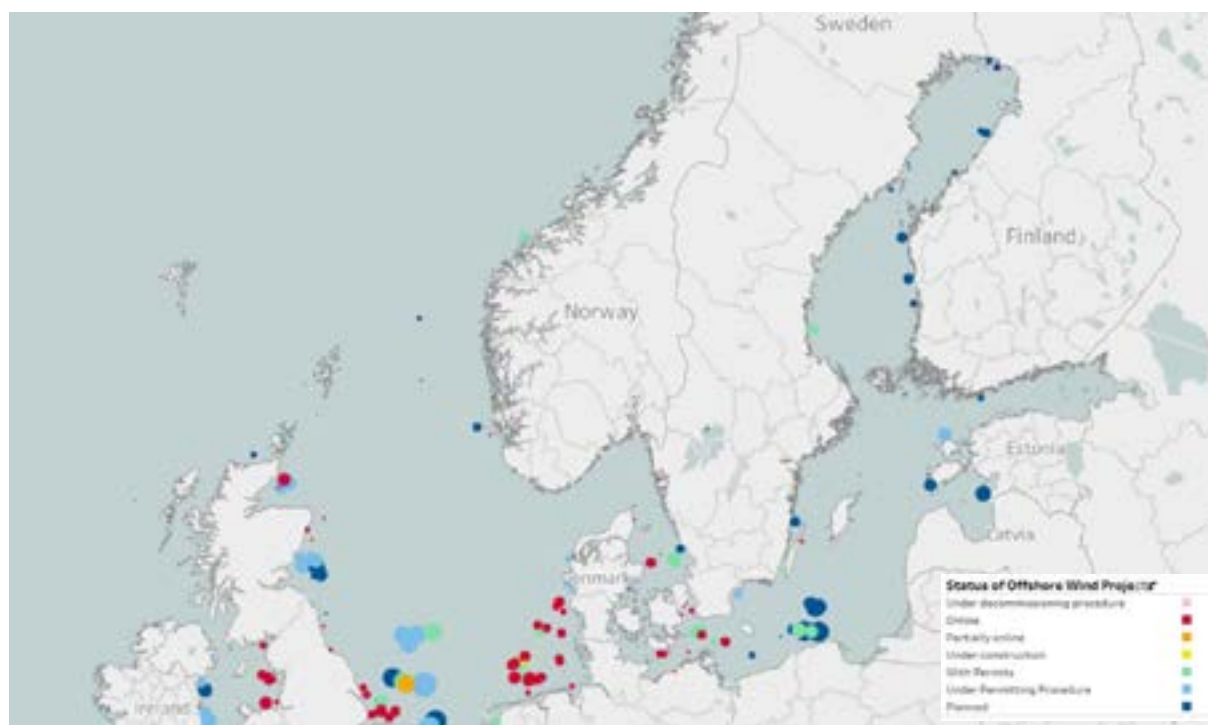 Sweden
Finland
Norway
Estonia
Latvia
enmark
Ireland
Status of Offshore Wind Projects
Under decommissioning procedure
Online
Partially online
Under construction
With Permits
Under Permitting Procedure
Planned